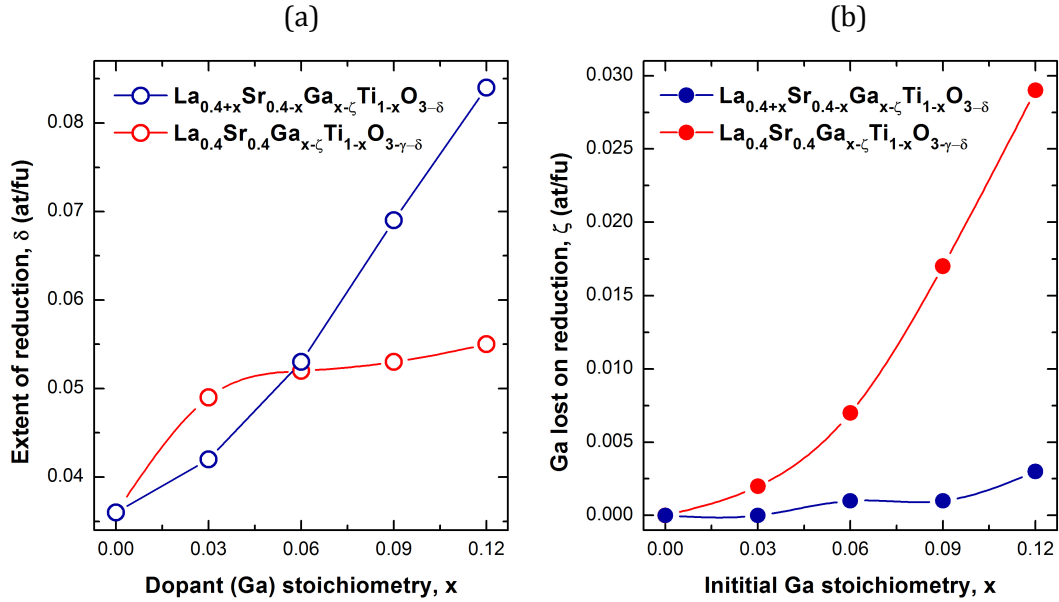 (a)
La₀.₄₊ₓSr₀.₄₋ₓGaₓ₋ζTi₁₋ₓO₃₋δ
La₀.₄Sr₀.₄Gaₓ₋ζTi₁₋ₓO₃₋γ₋δ
Extent of reduction, δ (at/fu)
0.08
0.07
0.06
0.05
0.04
0.00 0.03 0.06 0.09 0.12
Dopant (Ga) stoichiometry, x
(b)
La₀.₄₊ₓSr₀.₄₋ₓGaₓ₋ζTi₁₋ₓO₃₋δ
La₀.₄Sr₀.₄Gaₓ₋ζTi₁₋ₓO₃₋γ₋δ
Ga lost on reduction, ζ (at/fu)
0.030
0.025
0.020
0.015
0.010
0.005
0.000
0.00 0.03 0.06 0.09 0.12
Inititial Ga stoichiometry, x